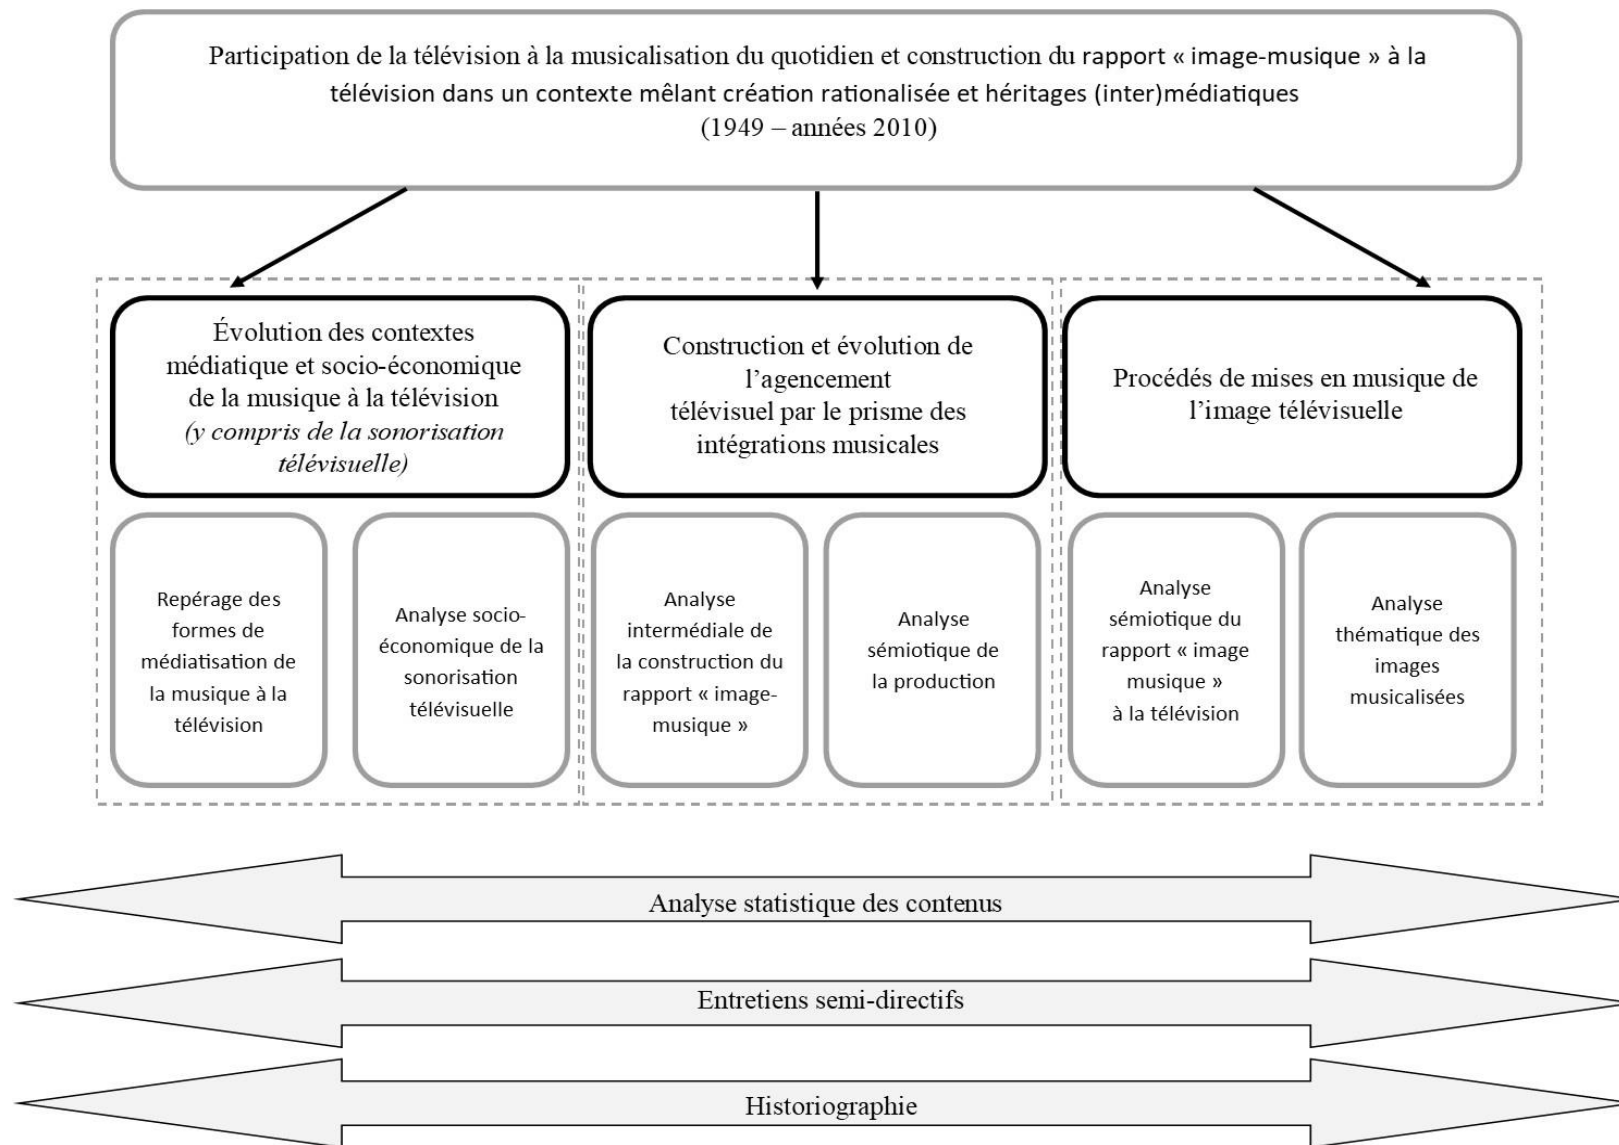 Participation de la télévision à la musicalisation du quotidien et construction du rapport « image-musique » à la
télévision dans un contexte mêlant création rationalisée et héritages (inter)médiatiques
(1949 – années 2010)
Évolution des contextes
médiatique et socio-économique
de la musique à la télévision
(y compris de la sonorisation
télévisuelle)
Construction et évolution de
l’agencement
télévisuel par le prisme des
intégrations musicales
Procédés de mises en musique de
l’image télévisuelle
Repérage des
formes de
médiatisation de
la musique à la
télévision
Analyse socio-
économique de la
sonorisation
télévisuelle
Analyse
intermédiale de
la construction du
rapport « image-
musique »
Analyse
sémiotique de
la production
Analyse
sémiotique du
rapport « image
musique »
à la télévision
Analyse
thématique des
images
musicalisées
Analyse statistique des contenus
Entretiens semi-directifs
Historiographie